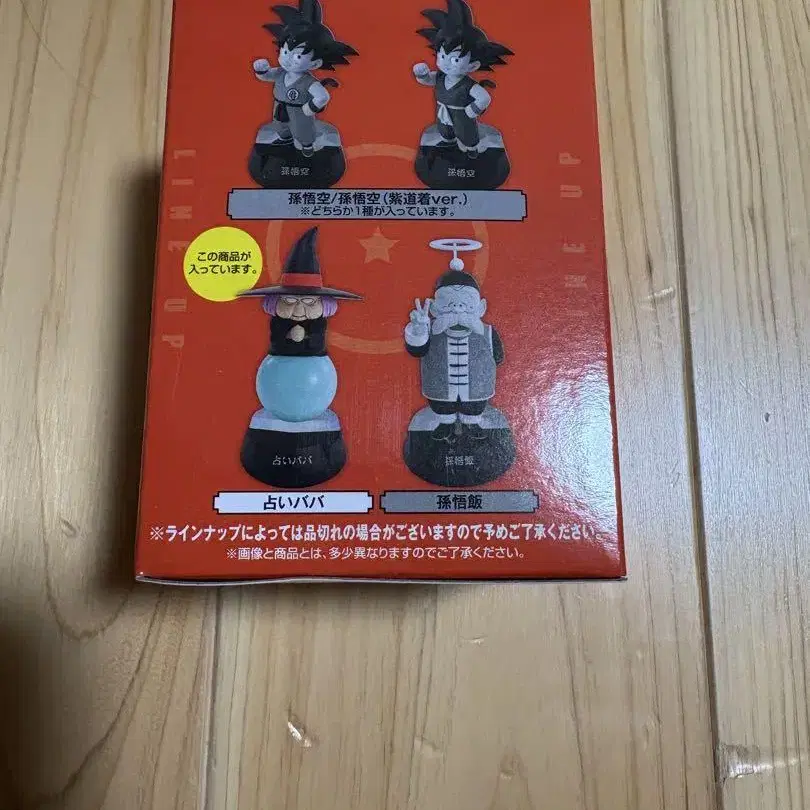 孫悟空
孫悟空
孫悟空/孫悟空(紫道着ver.)
※どちらか1種が入っています。
LINE UP
LINE UP
この商品が
入っています。
占いババ
孫悟飯
占いババ
孫悟飯
※ラインナップによっては品切れの場合がございますので予めご了承ください。
※画像と商品とは、多少異なりますのでご了承ください。